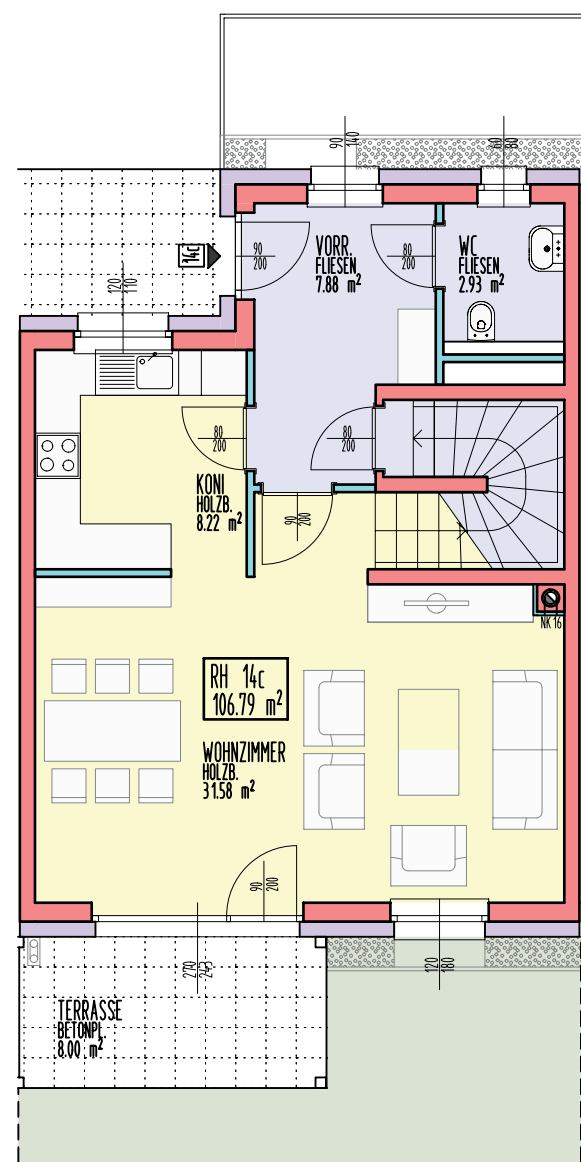 90
140
60
80
14c
90
200
VORR.
FLIESEN
7.88 m²
80
200
WC
FLIESEN
2.93 m²
120
110
80
200
80
200
KONI
HOLZB.
8.22 m²
90
200
NK 16
RH 14c
106.79 m²
WOHNZIMMER
HOLZB.
31.58 m²
90
200
270
243
120
180
TERRASSE
BETONPL.
8.00 m²